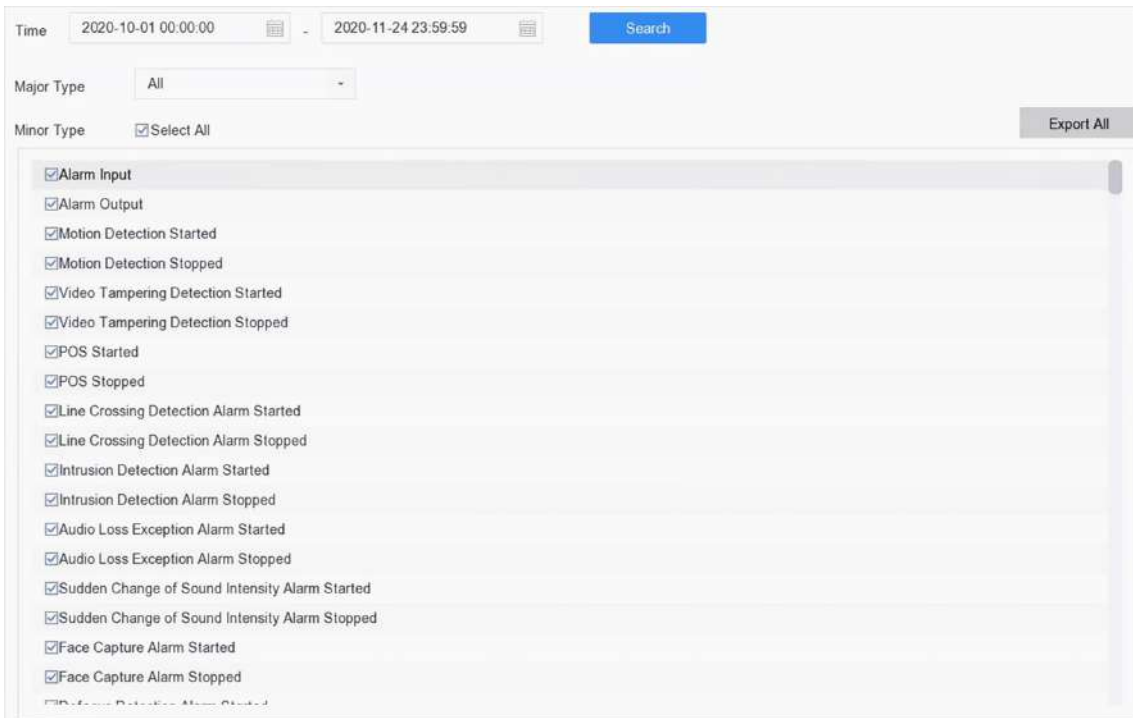 Time 2020-10-01 00:00:00 - 2020-11-24 23:59:59 Search
Major Type All
Minor Type Select All
Export All
Alarm Input
Alarm Output
Motion Detection Started
Motion Detection Stopped
Video Tampering Detection Started
Video Tampering Detection Stopped
POS Started
POS Stopped
Line Crossing Detection Alarm Started
Line Crossing Detection Alarm Stopped
Intrusion Detection Alarm Started
Intrusion Detection Alarm Stopped
Audio Loss Exception Alarm Started
Audio Loss Exception Alarm Stopped
Sudden Change of Sound Intensity Alarm Started
Sudden Change of Sound Intensity Alarm Stopped
Face Capture Alarm Started
Face Capture Alarm Stopped
Defocus Detection Alarm Started